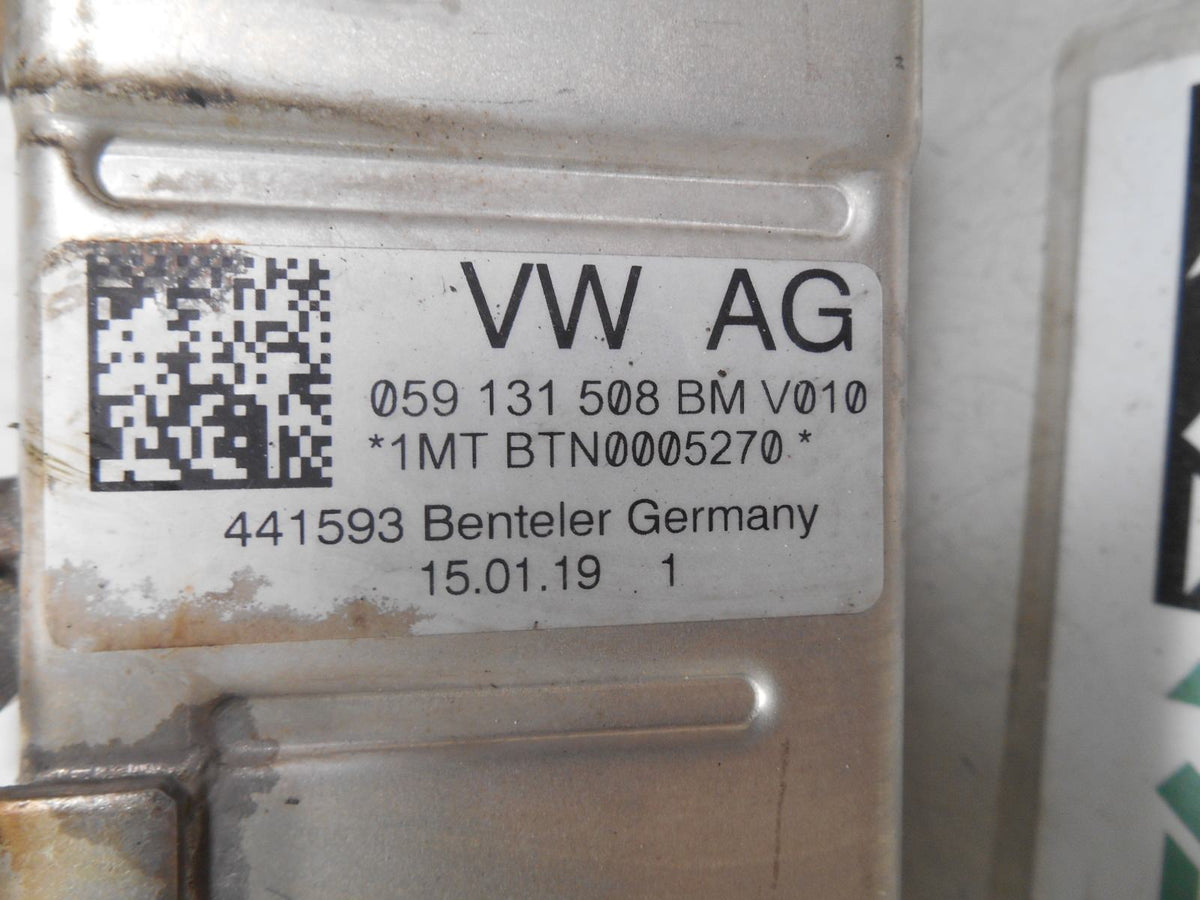 VW AG
059 131 508 BM V010
*1MT BTN0005270 *
441593 Benteler Germany
15.01.19 1